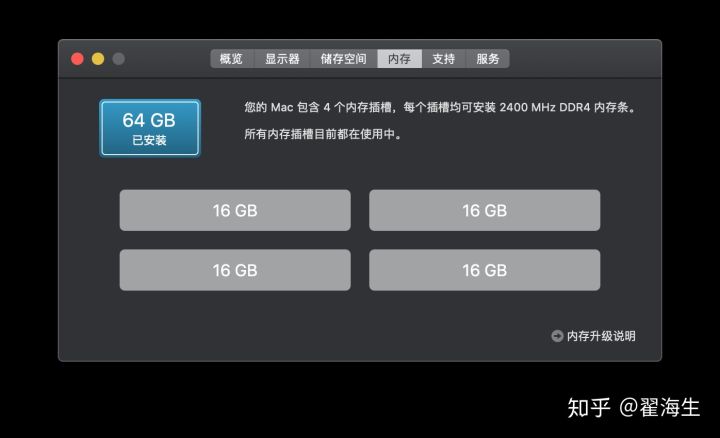 概览 显示器 储存空间 内存 支持 服务
64 GB
已安装
您的 Mac 包含 4 个内存插槽，每个插槽均可安装 2400 MHz DDR4 内存条。
所有内存插槽目前都在使用中。
16 GB 16 GB
16 GB 16 GB
内存升级说明
知乎 @翟海生